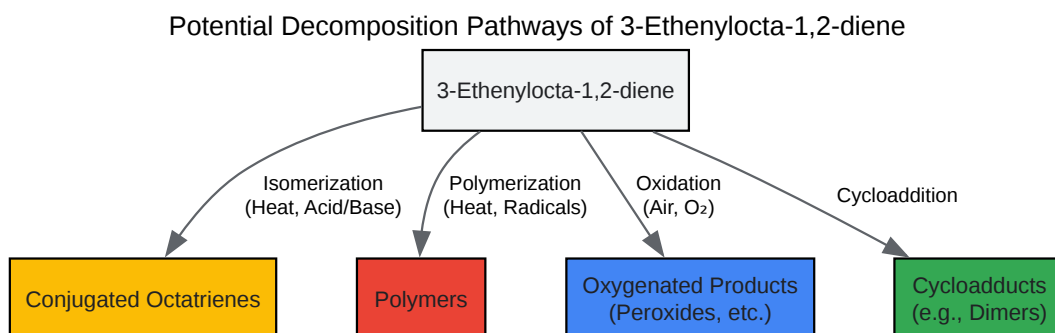 Potential Decomposition Pathways of 3-Ethenylocta-1,2-diene
3-Ethenylocta-1,2-diene
Isomerization
(Heat, Acid/Base)
Polymerization
(Heat, Radicals)
Oxidation
(Air, O₂)
Cycloaddition
Conjugated Octatrienes
Polymers
Oxygenated Products
(Peroxides, etc.)
Cycloadducts
(e.g., Dimers)